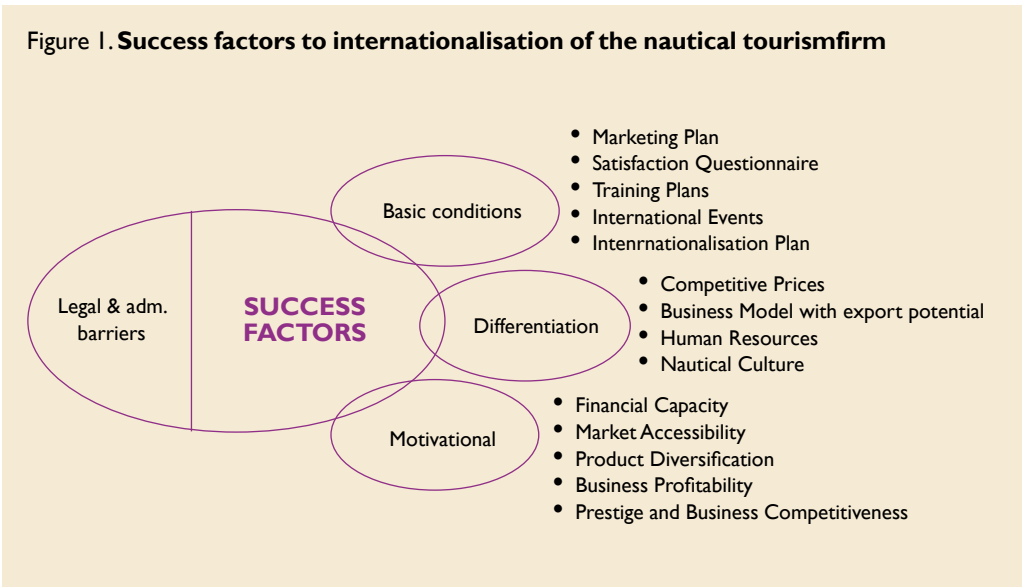 Figure 1. Success factors to internationalisation of the nautical tourismfirm
Legal & adm.
barriers
SUCCESS
FACTORS
Basic conditions
• Marketing Plan
• Satisfaction Questionnaire
• Training Plans
• International Events
• Intenrnationalisation Plan
Differentiation
• Competitive Prices
• Business Model with export potential
• Human Resources
• Nautical Culture
Motivational
• Financial Capacity
• Market Accessibility
• Product Diversification
• Business Profitability
• Prestige and Business Competitiveness